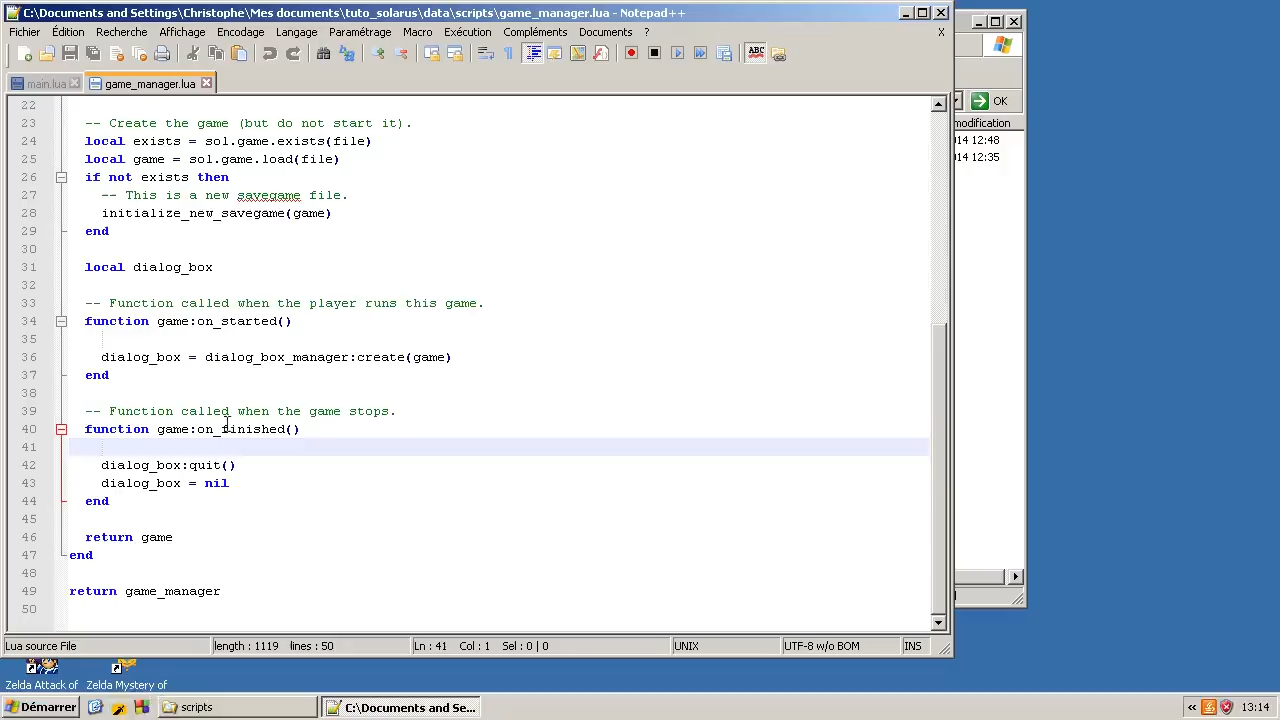 C:\Documents and Settings\Christophe\Mes documents\tuto_solarus\data\scripts\game_manager.lua - Notepad++
Fichier Édition Recherche Affichage Encodage Langage Paramétrage Macro Exécution Compléments Documents ? X
main.lua game_manager.lua
OK
modification
014 12:48
014 12:35
22
23 -- Create the game (but do not start it).
24 local exists = sol.game.exists(file)
25 local game = sol.game.load(file)
26 if not exists then
27 -- This is a new savegame file.
28 initialize_new_savegame(game)
29 end
30
31 local dialog_box
32
33 -- Function called when the player runs this game.
34 function game:on_started()
35
36 dialog_box = dialog_box_manager:create(game)
37 end
38
39 -- Function called when the game stops.
40 function game:on_finished()
41
42 dialog_box:quit()
43 dialog_box = nil
44 end
45
46 return game
47 end
48
49 return game_manager
50
Lua source File length : 1119 lines : 50 Ln : 41 Col : 1 Sel : 0 | 0 UNIX UTF-8 w/o BOM INS
Zelda Attack of Zelda Mystery of
Démarrer scripts C:\Documents and Se... « 13:14